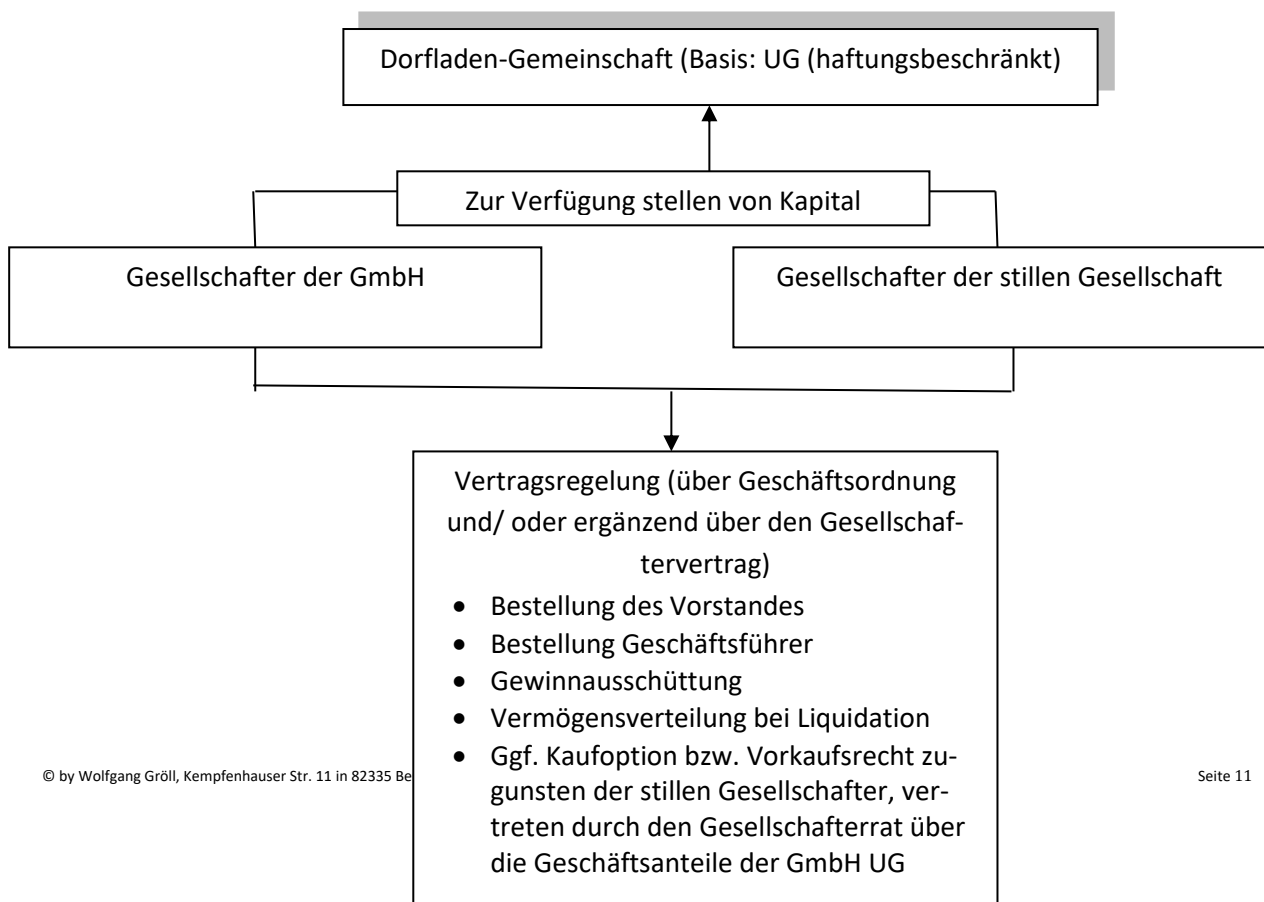 Dorfladen-Gemeinschaft (Basis: UG (haftungsbeschränkt)
Zur Verfügung stellen von Kapital
Gesellschafter der GmbH
Gesellschafter der stillen Gesellschaft
Vertragsregelung (über Geschäftsordnung
und/ oder ergänzend über den Gesellschaf-
tervertrag)
• Bestellung des Vorstandes
• Bestellung Geschäftsführer
• Gewinnausschüttung
• Vermögensverteilung bei Liquidation
• Ggf. Kaufoption bzw. Vorkaufsrecht zu-
gunsten der stillen Gesellschafter, ver-
treten durch den Gesellschafterrat über
die Geschäftsanteile der GmbH UG
© by Wolfgang Gröll, Kempfenhauser Str. 11 in 82335 Be
Seite 11